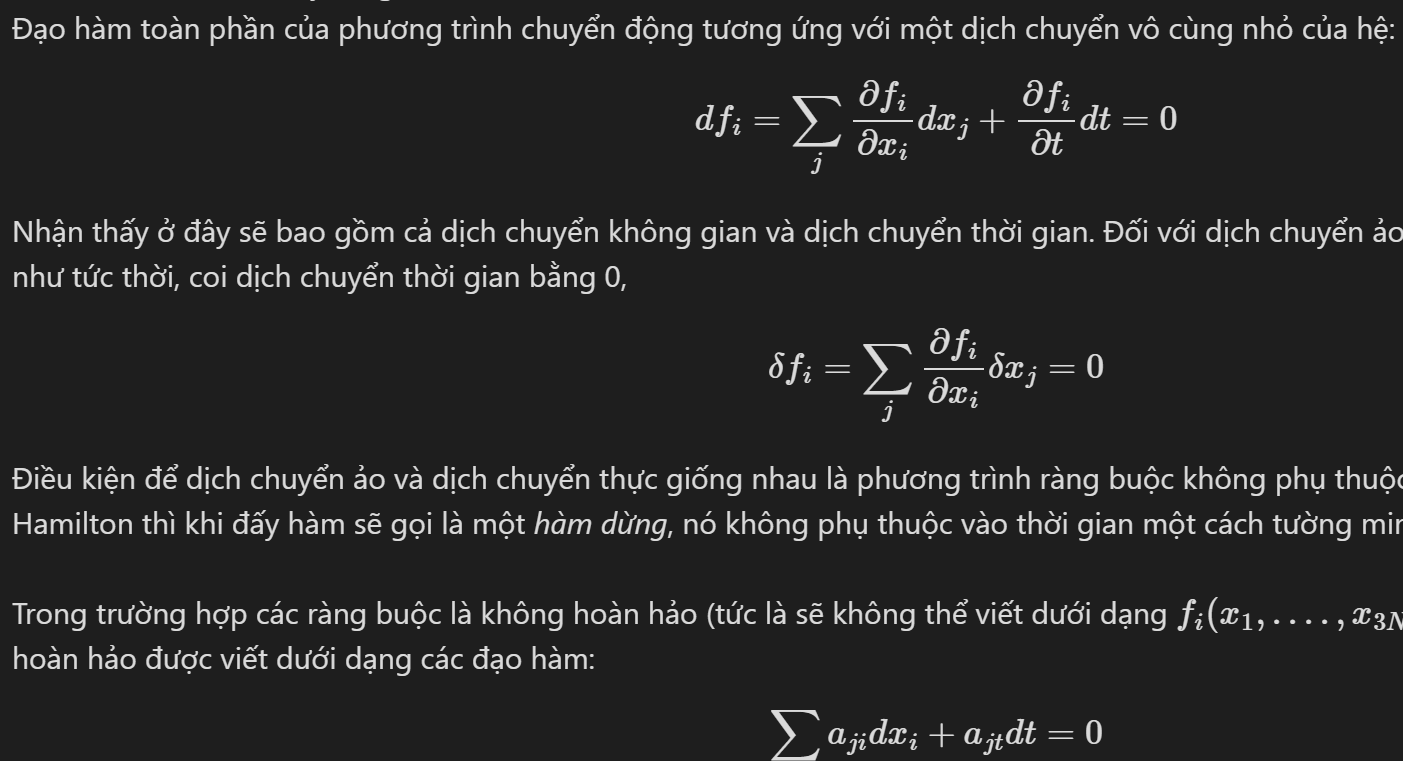 Đạo hàm toàn phần của phương trình chuyển động tương ứng với một dịch chuyển vô cùng nhỏ của hệ:
$$df_i = \sum_j \frac{\partial f_i}{\partial x_i} dx_j + \frac{\partial f_i}{\partial t} dt = 0$$
Nhận thấy ở đây sẽ bao gồm cả dịch chuyển không gian và dịch chuyển thời gian. Đối với dịch chuyển ảo
như tức thời, coi dịch chuyển thời gian bằng 0,
$$\delta f_i = \sum_j \frac{\partial f_i}{\partial x_i} \delta x_j = 0$$
Điều kiện để dịch chuyển ảo và dịch chuyển thực giống nhau là phương trình ràng buộc không phụ thuộc
Hamilton thì khi đấy hàm sẽ gọi là một hàm dừng, nó không phụ thuộc vào thời gian một cách tường
Trong trường hợp các ràng buộc là không hoàn hảo (tức là sẽ không thể viết dưới dạng $f_i(x_1, ...., x_{3N}$
hoàn hảo được viết dưới dạng các đạo hàm:
$$\sum a_{ji} dx_i + a_{jt} dt = 0$$